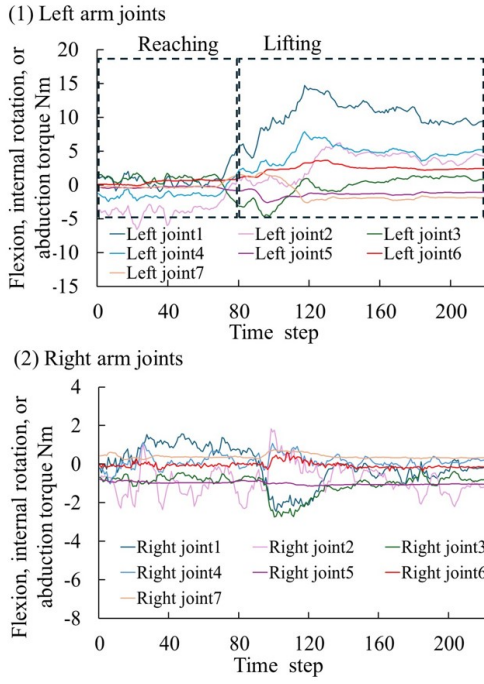 (1) Left arm joints
Reaching Lifting
Flexion, internal rotation, or
abduction torque Nm
20
15
10
5
0
-5
-10
-15
Left joint1 Left joint2 Left joint3
Left joint4 Left joint5 Left joint6
Left joint7
0 40 80 120 160 200
Time step
(2) Right arm joints
Flexion, internal rotation, or
abduction torque Nm
4
2
0
-2
-4
-6
-8
Right joint1 Right joint2 Right joint3
Right joint4 Right joint5 Right joint6
Right joint7
0 40 80 120 160 200
Time step